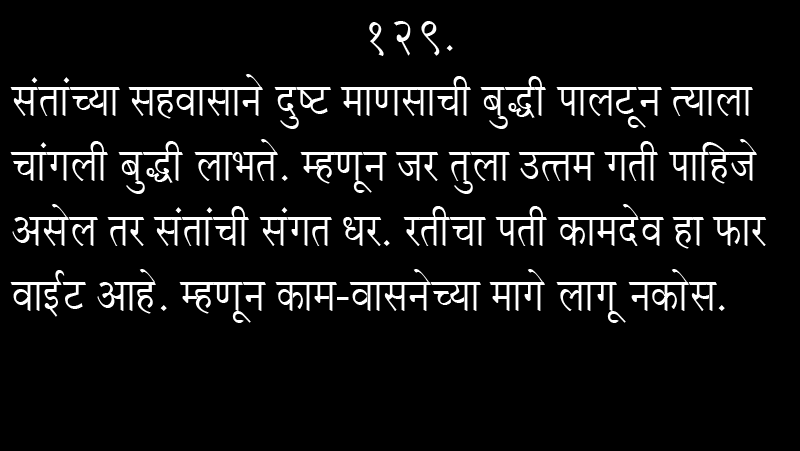 १२९.
संतांच्या सहवासाने दुष्ट माणसाची बुद्धी पालटून त्याला
चांगली बुद्धी लाभते. म्हणून जर तुला उत्तम गती पाहिजे
असेल तर संतांची संगत धर. रतीचा पती कामदेव हा फार
वाईट आहे. म्हणून काम-वासनेच्या मागे लागू नकोस.